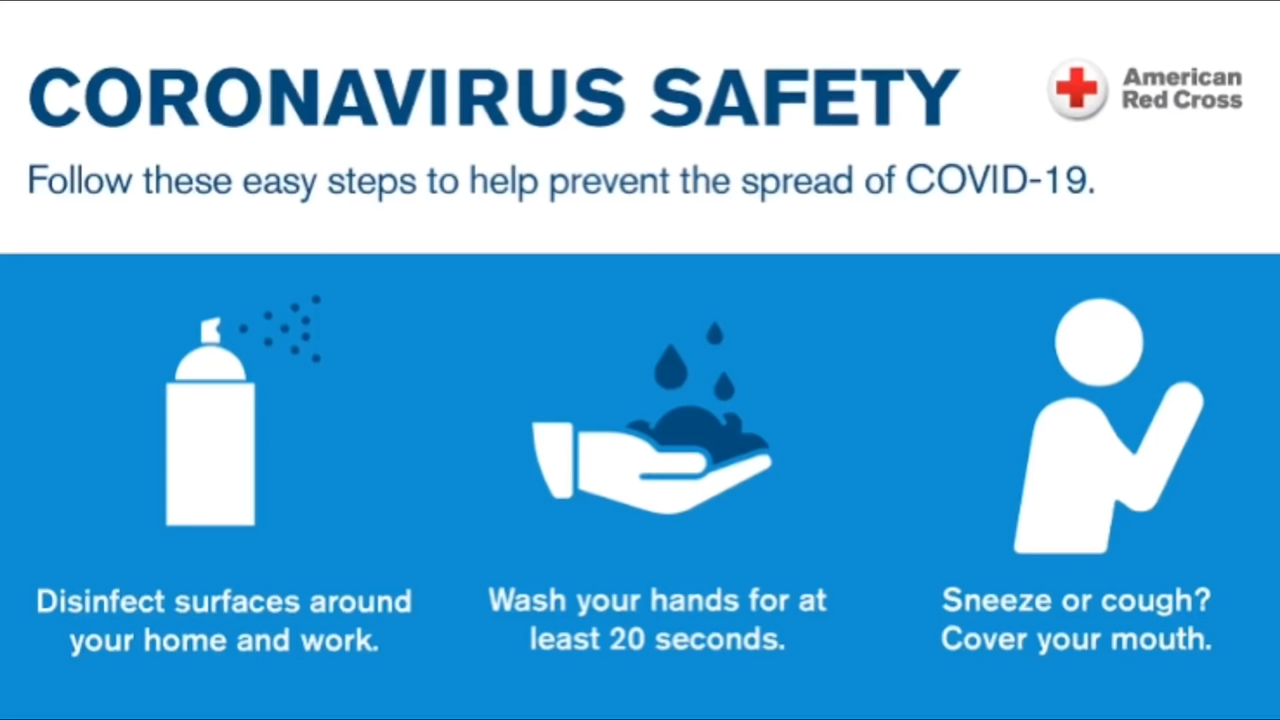 CORONAVIRUS SAFETY
American
Red Cross
Follow these easy steps to help prevent the spread of COVID-19.
Disinfect surfaces around
your home and work.
Wash your hands for at
least 20 seconds.
Sneeze or cough?
Cover your mouth.